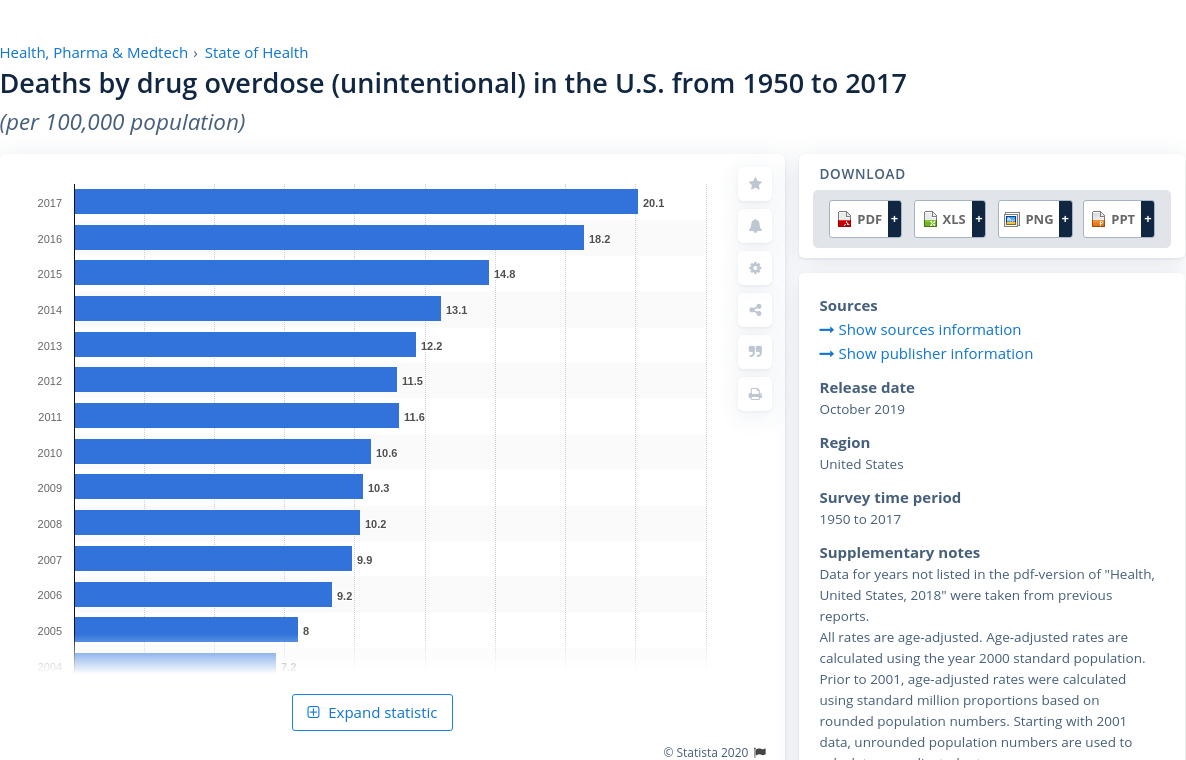 Health, Pharma & Medtech › State of Health
Deaths by drug overdose (unintentional) in the U.S. from 1950 to 2017
(per 100,000 population)
2017 20.1
2016 18.2
2015 14.8
2014 13.1
2013 12.2
2012 11.5
2011 11.6
2010 10.6
2009 10.3
2008 10.2
2007 9.9
2006 9.2
2005 8
2004 7.2
Expand statistic
© Statista 2020
DOWNLOAD
PDF + XLS + PNG + PPT +
Sources
Show sources information
Show publisher information
Release date
October 2019
Region
United States
Survey time period
1950 to 2017
Supplementary notes
Data for years not listed in the pdf-version of "Health,
United States, 2018" were taken from previous
reports.
All rates are age-adjusted. Age-adjusted rates are
calculated using the year 2000 standard population.
Prior to 2001, age-adjusted rates were calculated
using standard million proportions based on
rounded population numbers. Starting with 2001
data, unrounded population numbers are used to